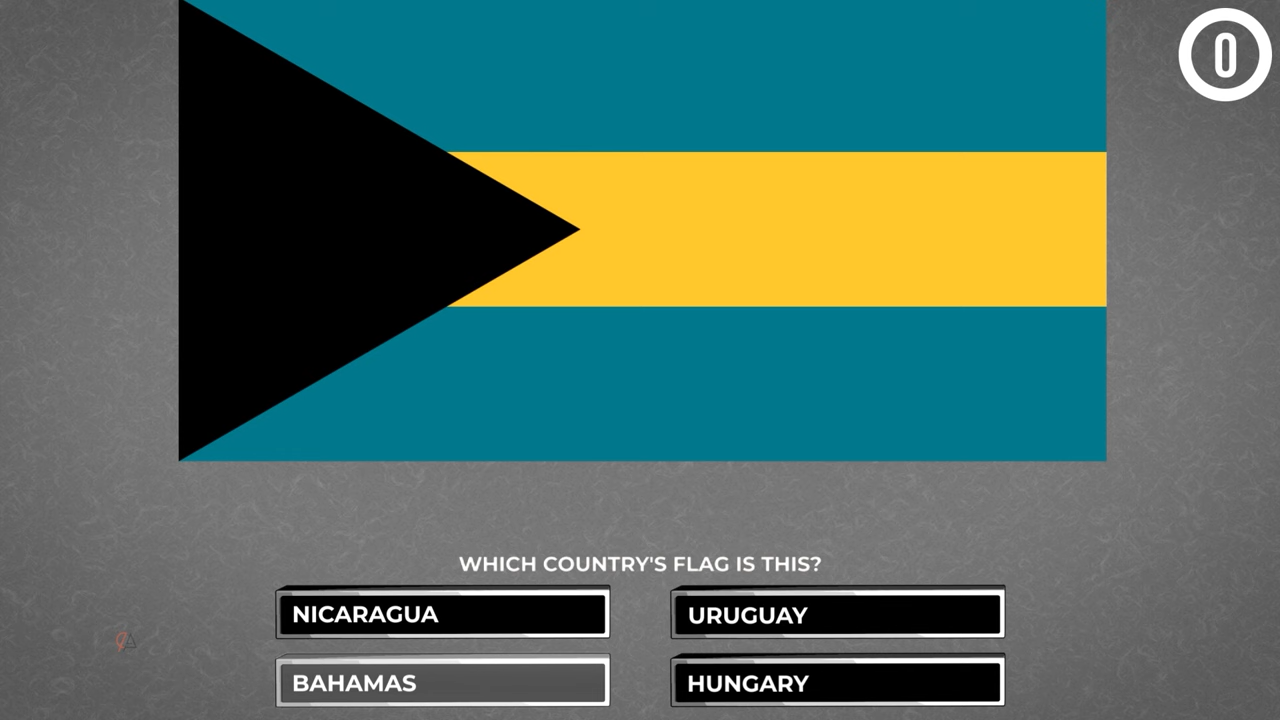 0
WHICH COUNTRY'S FLAG IS THIS?
NICARAGUA
URUGUAY
BAHAMAS
HUNGARY